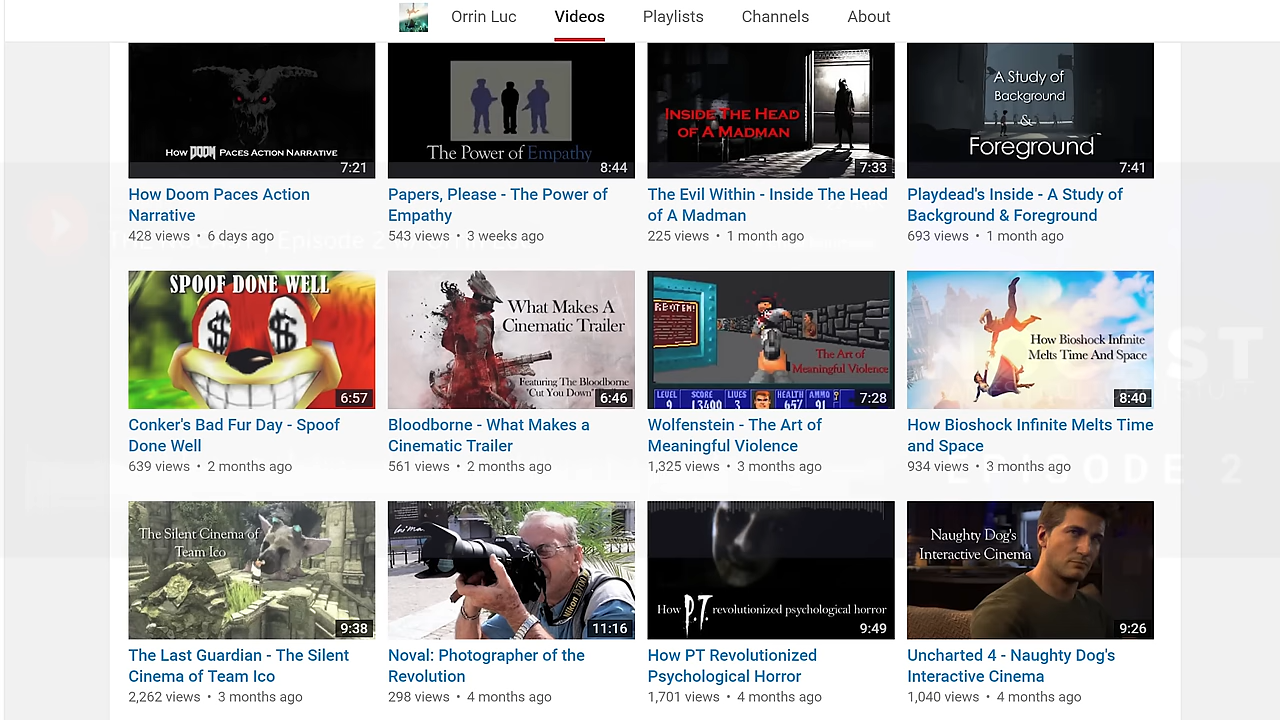 Orrin Luc Videos Playlists Channels About
HOW DOOM PACES ACTION NARRATIVE
7:21
The Power of Empathy
8:44
INSIDE THE HEAD
OF A MADMAN
7:33
A Study of
Background
&
Foreground
7:41
How Doom Paces Action
Narrative
428 views • 6 days ago
Papers, Please - The Power of
Empathy
543 views • 3 weeks ago
The Evil Within - Inside The Head
of A Madman
225 views • 1 month ago
Playdead's Inside - A Study of
Background & Foreground
693 views • 1 month ago
SPOOF DONE WELL
6:57
What Makes A
Cinematic Trailer
Featuring The Bloodborne
"Cut You Down"
6:46
The Art of
Meaningful Violence
LEVEL SCORE LIVES HEALTH AMMO
9 13400 3 65% 91
7:28
How Bioshock Infinite
Melts Time And Space
8:40
Conker's Bad Fur Day - Spoof
Done Well
639 views • 2 months ago
Bloodborne - What Makes a
Cinematic Trailer
561 views • 2 months ago
Wolfenstein - The Art of
Meaningful Violence
1,325 views • 3 months ago
How Bioshock Infinite Melts Time
and Space
934 views • 3 months ago
EPISODE 2
The Silent Cinema of
Team Ico
9:38
Nikon D700
11:16
How P.T. revolutionized psychological horror
9:49
Naughty Dog's
Interactive Cinema
9:26
The Last Guardian - The Silent
Cinema of Team Ico
2,262 views • 3 months ago
Noval: Photographer of the
Revolution
298 views • 4 months ago
How PT Revolutionized
Psychological Horror
1,701 views • 4 months ago
Uncharted 4 - Naughty Dog's
Interactive Cinema
1,040 views • 4 months ago